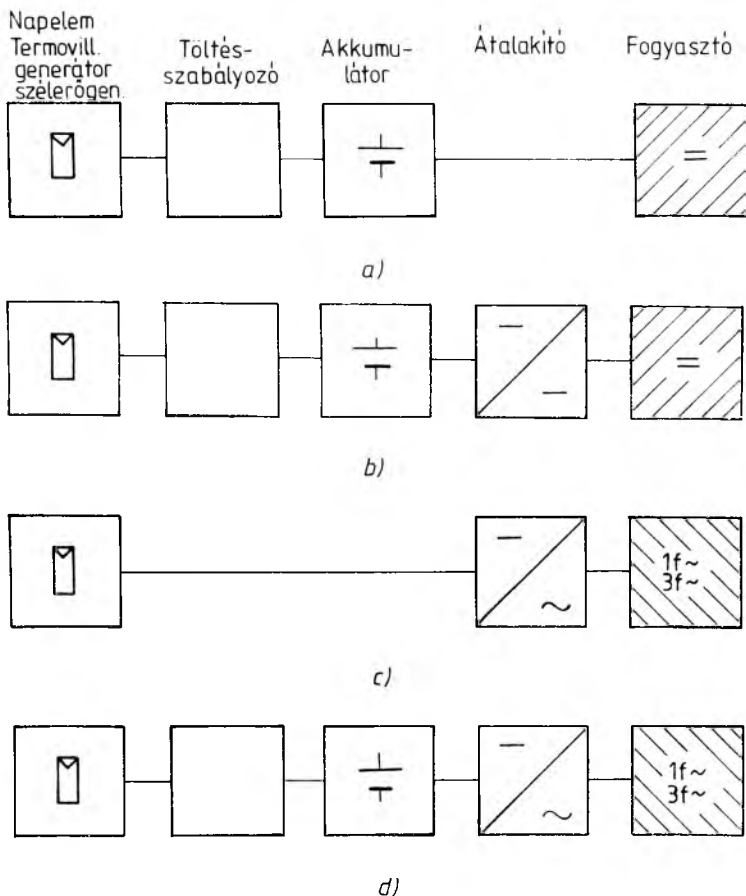 Napelem
Termovill.
generátor
szélerőgen.
Töltés-
szabályozó
Akkumu-
látor
Átalakító
Fogyasztó
=
a)
=
b)
~
1f~
3f~
c)
~
1f~
3f~
d)